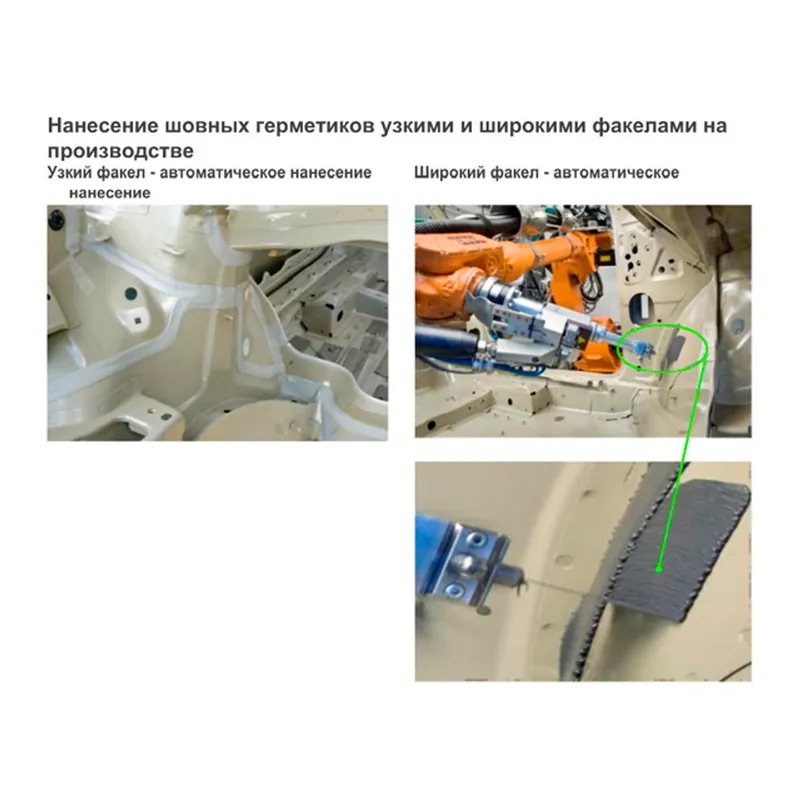 Нанесение шовных герметиков узкими и широкими факелами на
производстве
Узкий факел - автоматическое нанесение
нанесение
Широкий факел - автоматическое